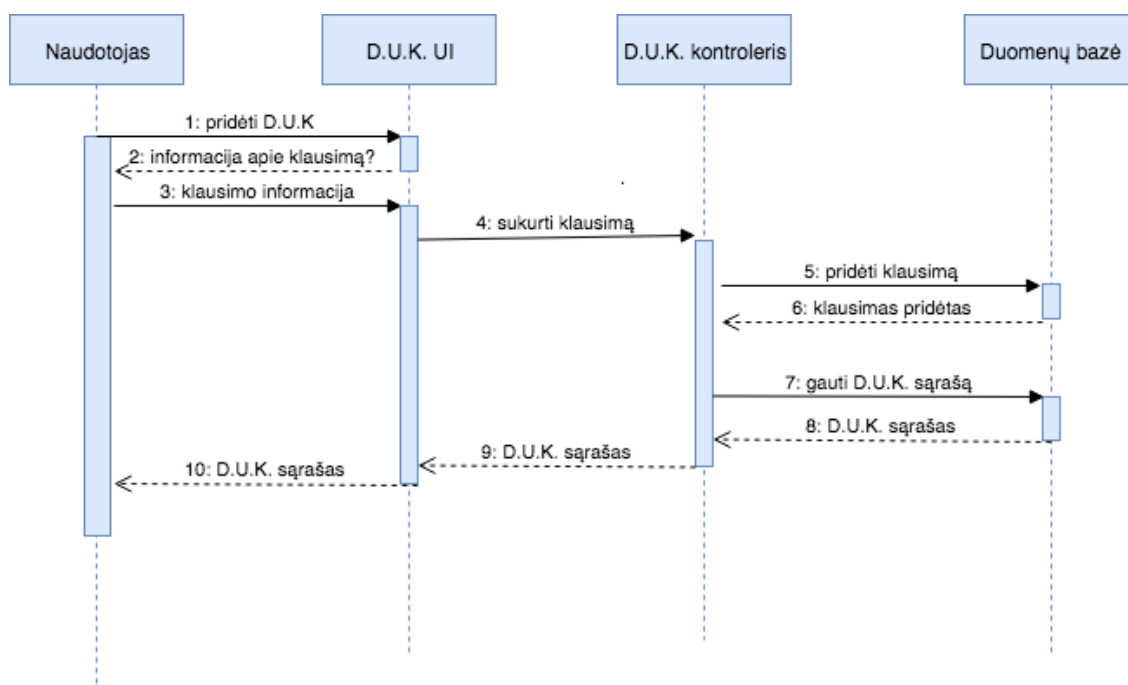 Naudotojas
D.U.K. UI
D.U.K. kontroleris
Duomenų bazė
1: pridėti D.U.K
2: informacija apie klausimą?
3: klausimo informacija
4: sukurti klausimą
5: pridėti klausimą
6: klausimas pridėtas
7: gauti D.U.K. sąrašą
8: D.U.K. sąrašas
9: D.U.K. sąrašas
10: D.U.K. sąrašas